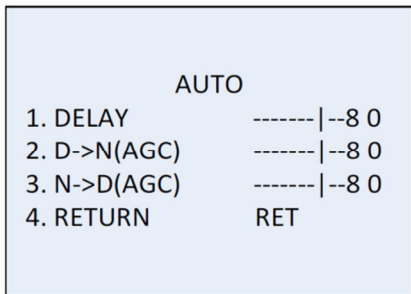 AUTO
1. DELAY -------|--8 0
2. D->N(AGC) -------|--8 0
3. N->D(AGC) -------|--8 0
4. RETURN RET